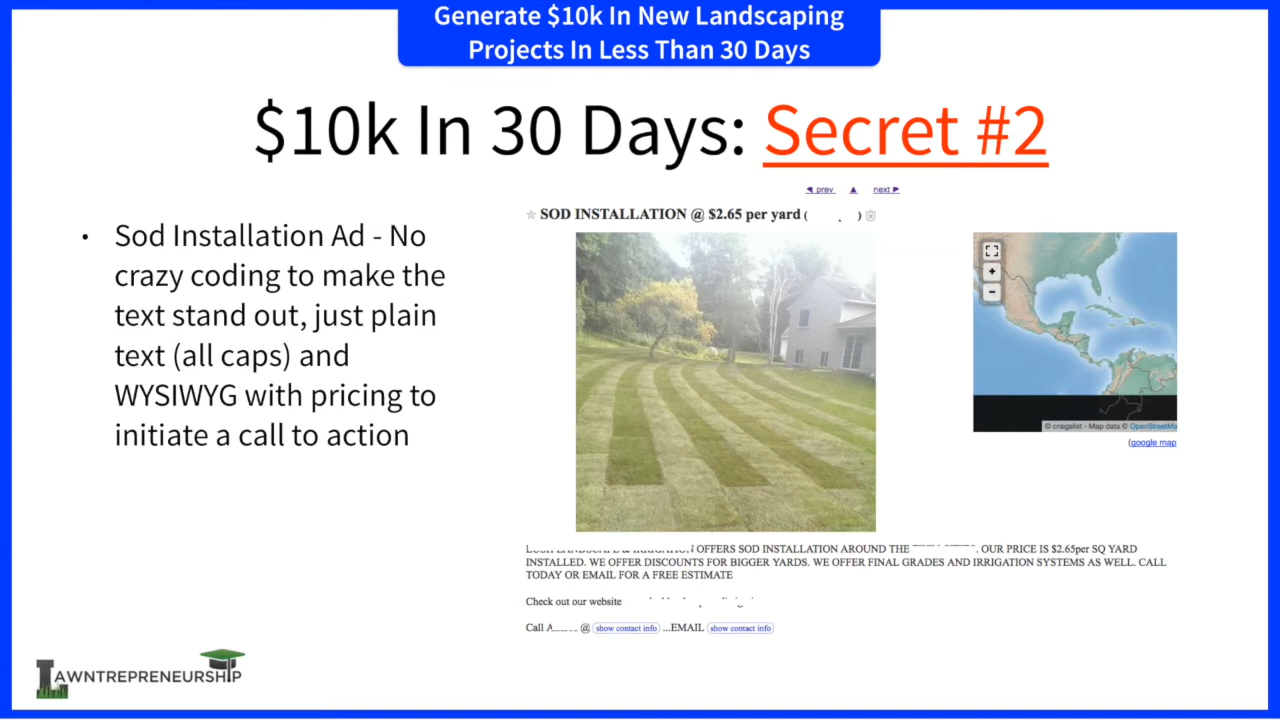 Generate $10k In New Landscaping
Projects In Less Than 30 Days
$10k In 30 Days: Secret #2
• Sod Installation Ad - No
crazy coding to make the
text stand out, just plain
text (all caps) and
WYSIWYG with pricing to
initiate a call to action
◄ prev ▲ next ►
☆ SOD INSTALLATION @ $2.65 per yard ( )
+
-
© craigslist - Map data © OpenStreetMa
(google map
OFFERS SOD INSTALLATION AROUND THE . OUR PRICE IS $2.65per SQ YARD
INSTALLED. WE OFFER DISCOUNTS FOR BIGGER YARDS. WE OFFER FINAL GRADES AND IRRIGATION SYSTEMS AS WELL. CALL
TODAY OR EMAIL FOR A FREE ESTIMATE
Check out our website
Call @ show contact info ...EMAIL show contact info
LAWNTREPRENEURSHIP